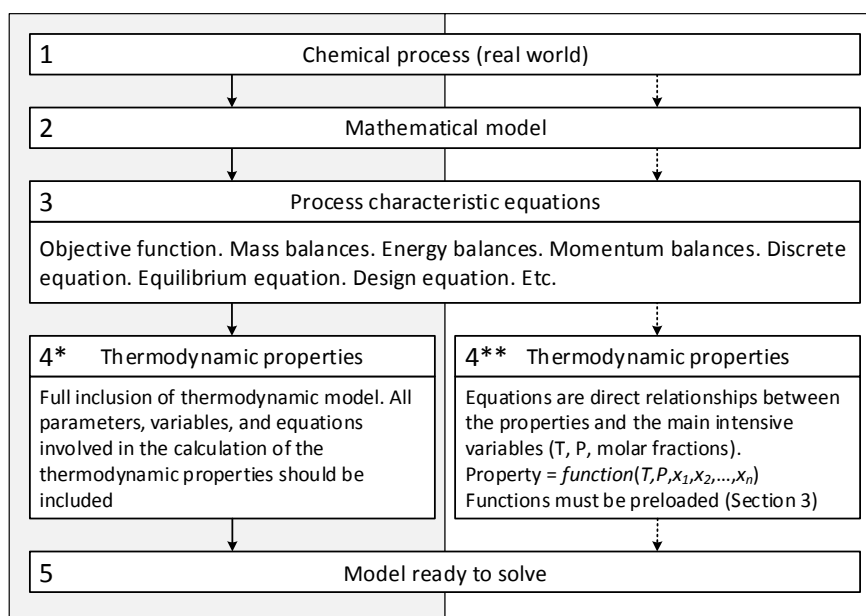 1 Chemical process (real world)
2 Mathematical model
3 Process characteristic equations
Objective function. Mass balances. Energy balances. Momentum balances. Discrete
equation. Equilibrium equation. Design equation. Etc.
4* Thermodynamic properties
Full inclusion of thermodynamic model. All
parameters, variables, and equations
involved in the calculation of the
thermodynamic properties should be
included
4** Thermodynamic properties
Equations are direct relationships between
the properties and the main intensive
variables (T, P, molar fractions).
Property = function(T,P,x₁,x₂,...,xₙ)
Functions must be preloaded (Section 3)
5 Model ready to solve